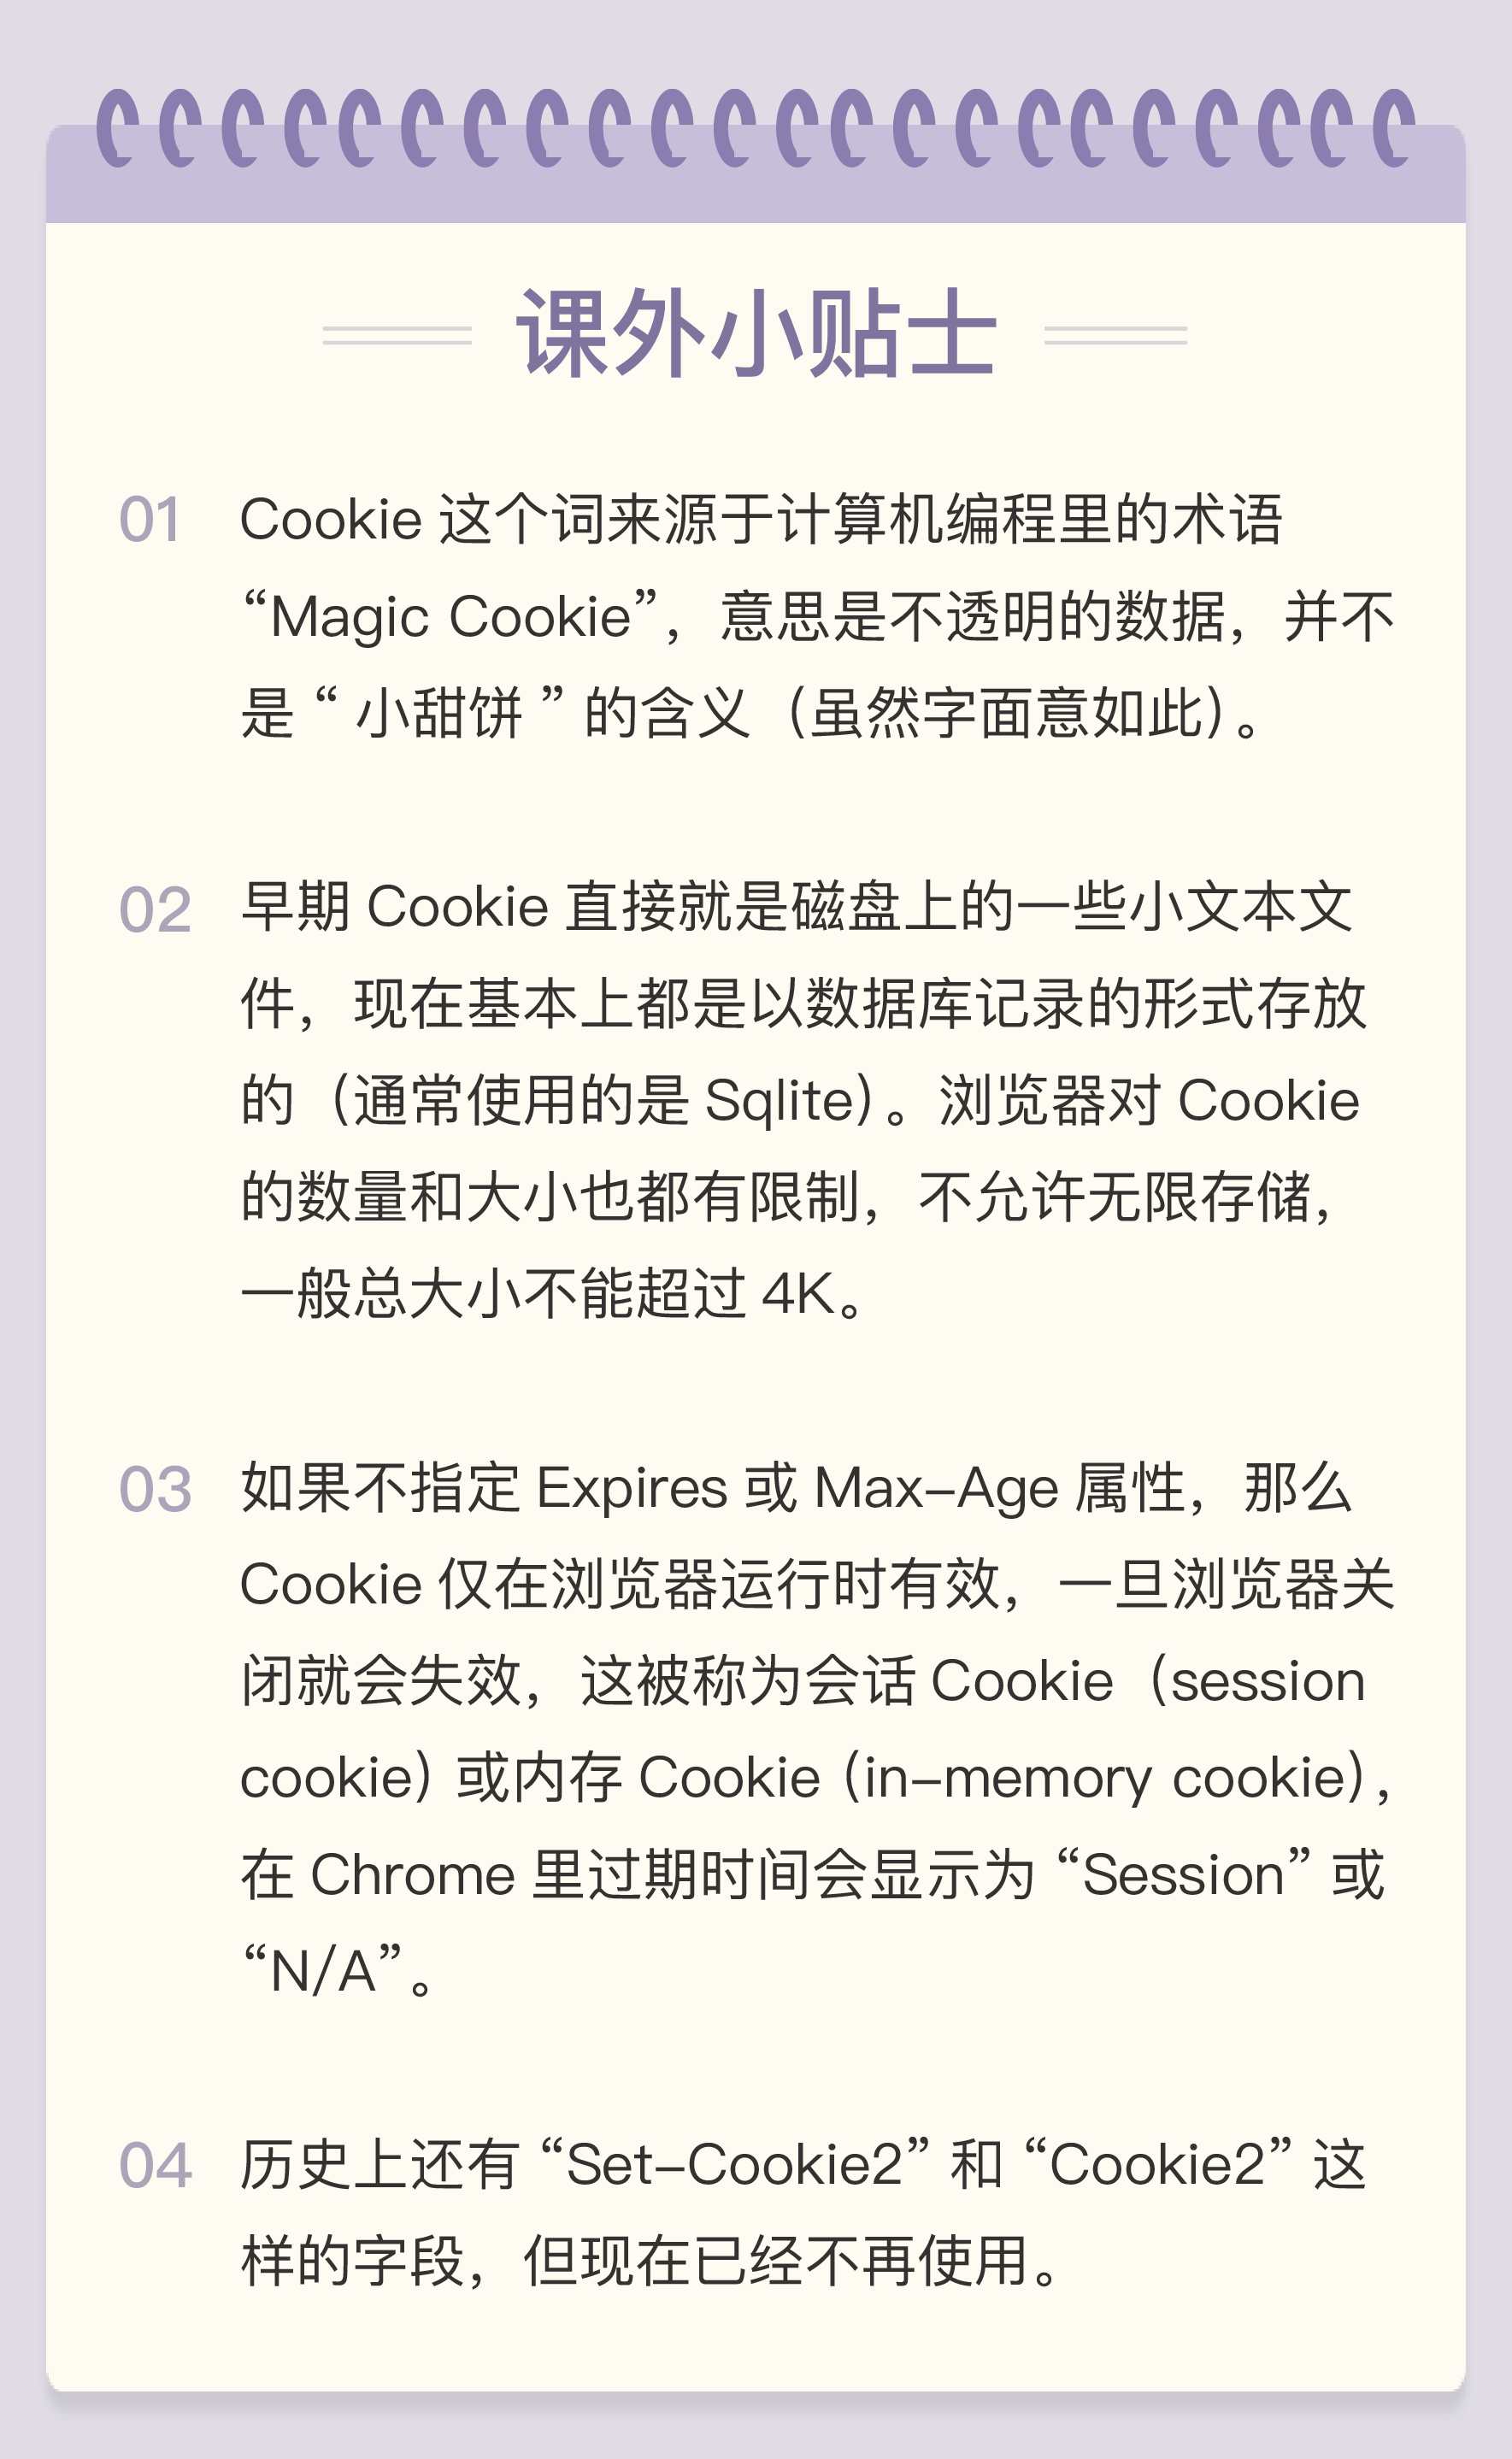 课外小贴士
01 Cookie 这个词来源于计算机编程里的术语
“Magic Cookie”，意思是不透明的数据，并不
是 “ 小甜饼 ” 的含义（虽然字面意如此）。
02 早期 Cookie 直接就是磁盘上的一些小文本文
件，现在基本上都是以数据库记录的形式存放
的（通常使用的是 Sqlite）。浏览器对 Cookie
的数量和大小也都有限制，不允许无限存储，
一般总大小不能超过 4K。
03 如果不指定 Expires 或 Max-Age 属性，那么
Cookie 仅在浏览器运行时有效，一旦浏览器关
闭就会失效，这被称为会话 Cookie（session
cookie）或内存 Cookie（in-memory cookie），
在 Chrome 里过期时间会显示为 “Session” 或
“N/A”。
04 历史上还有 “Set-Cookie2” 和 “Cookie2” 这
样的字段，但现在已经不再使用。